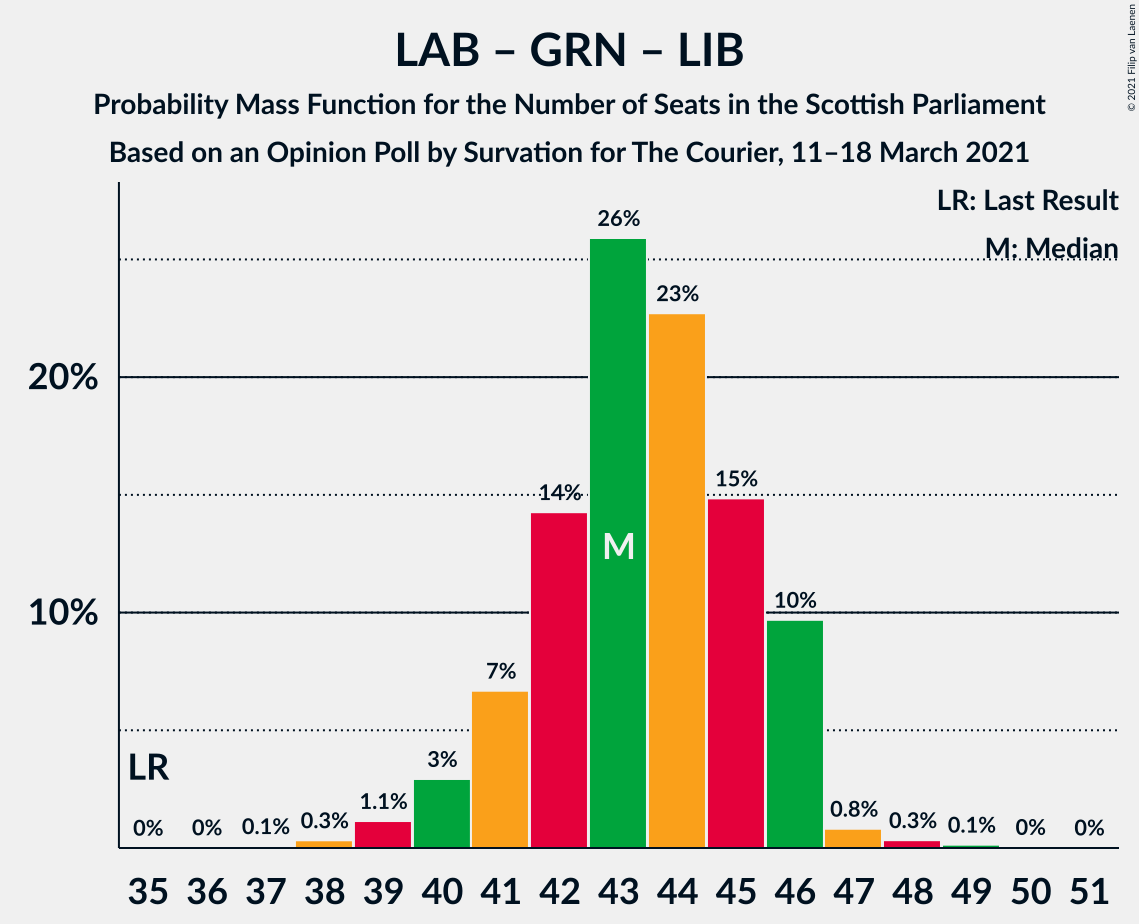 LAB – GRN – LIB
Probability Mass Function for the Number of Seats in the Scottish Parliament
Based on an Opinion Poll by Survation for The Courier, 11–18 March 2021
© 2021 Filip van Laenen
LR: Last Result
M: Median
26%
23%
20%
15%
14%
M
10%
10%
7%
LR
3%
1.1%
0.8%
0.3%
0.3%
0.1%
0.1%
0%
0%
0%
0%
35 36 37 38 39 40 41 42 43 44 45 46 47 48 49 50 51